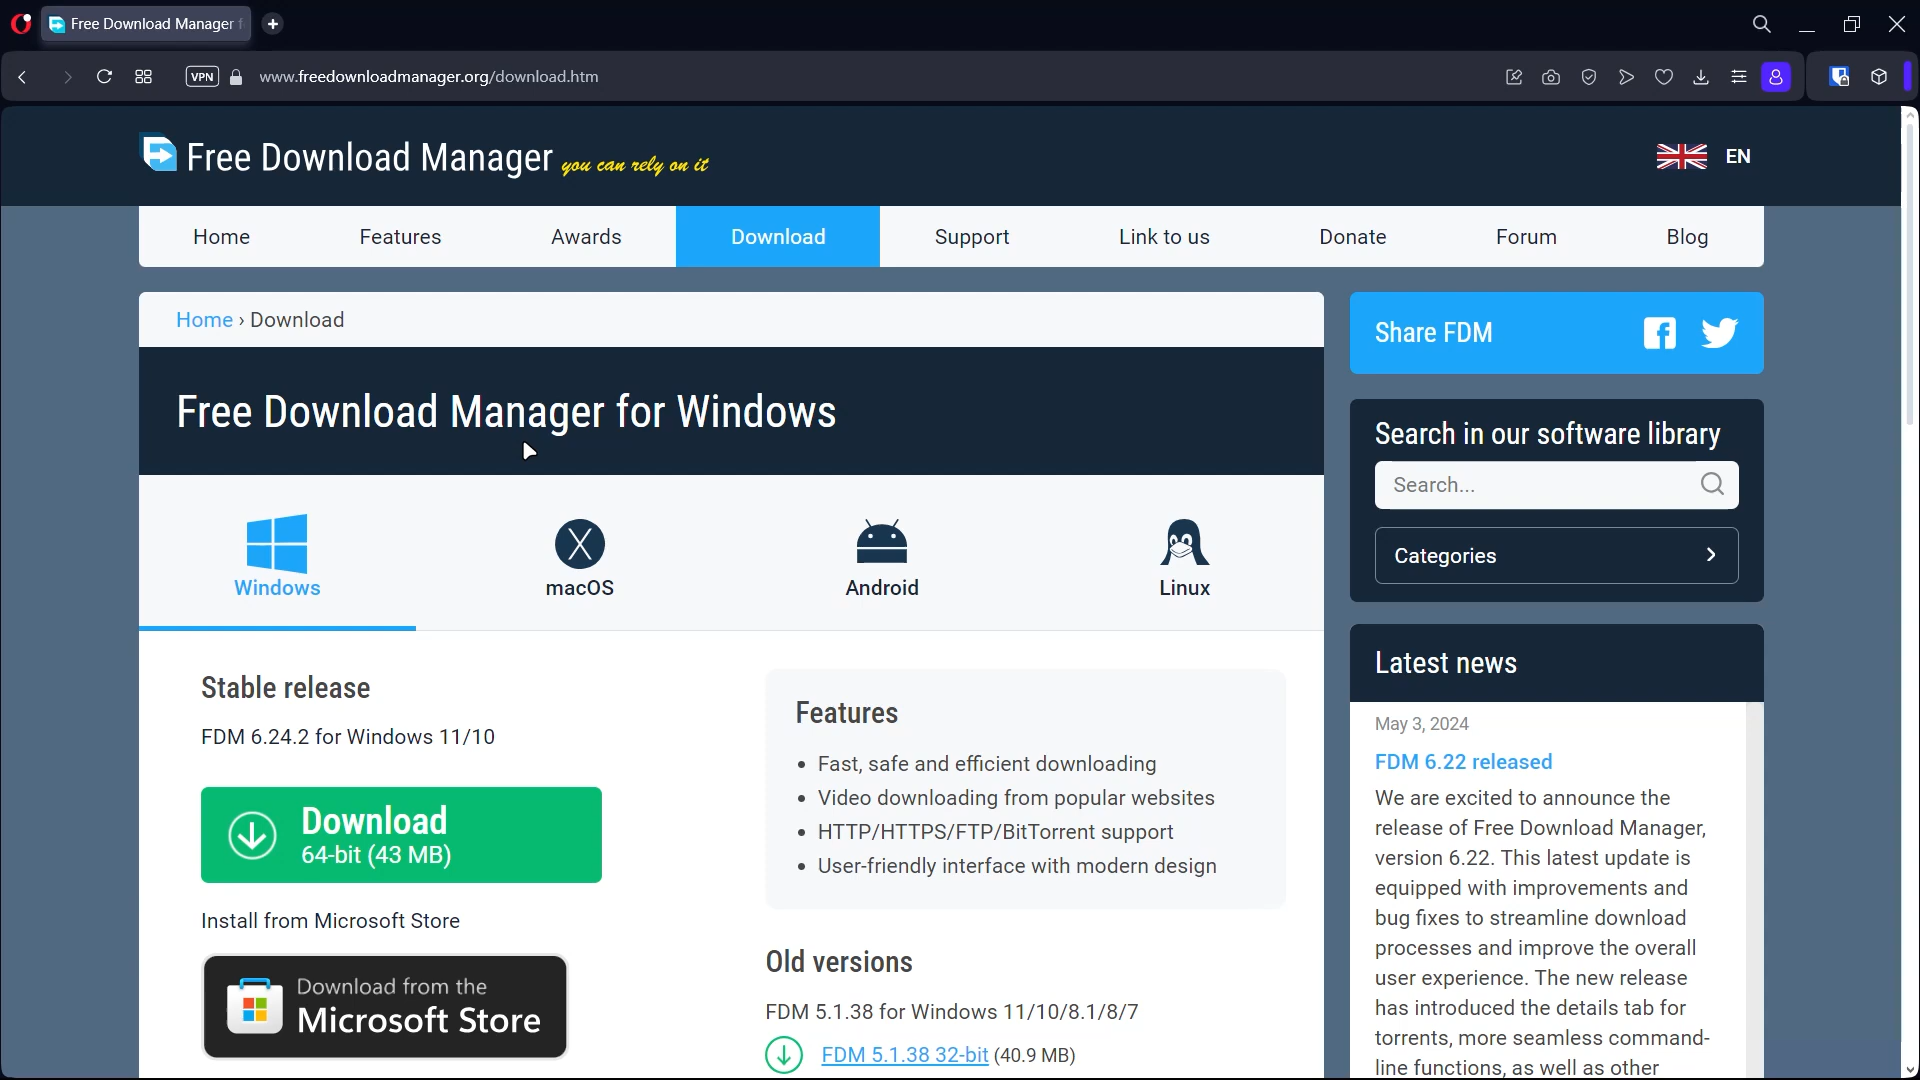 Free Download Manager f
VPN
www.freedownloadmanager.org/download.htm
Free Download Manager you can rely on it
EN
Home
Features
Awards
Download
Support
Link to us
Donate
Forum
Blog
Home › Download
Free Download Manager for Windows
Windows
macOS
Android
Linux
Stable release
FDM 6.24.2 for Windows 11/10
Download
64-bit (43 MB)
Install from Microsoft Store
Download from the
Microsoft Store
Features
• Fast, safe and efficient downloading
• Video downloading from popular websites
• HTTP/HTTPS/FTP/BitTorrent support
• User-friendly interface with modern design
Old versions
FDM 5.1.38 for Windows 11/10/8.1/8/7
FDM 5.1.38 32-bit (40.9 MB)
Share FDM
Search in our software library
Search...
Categories
Latest news
May 3, 2024
FDM 6.22 released
We are excited to announce the
release of Free Download Manager,
version 6.22. This latest update is
equipped with improvements and
bug fixes to streamline download
processes and improve the overall
user experience. The new release
has introduced the details tab for
torrents, more seamless command-
line functions, as well as other